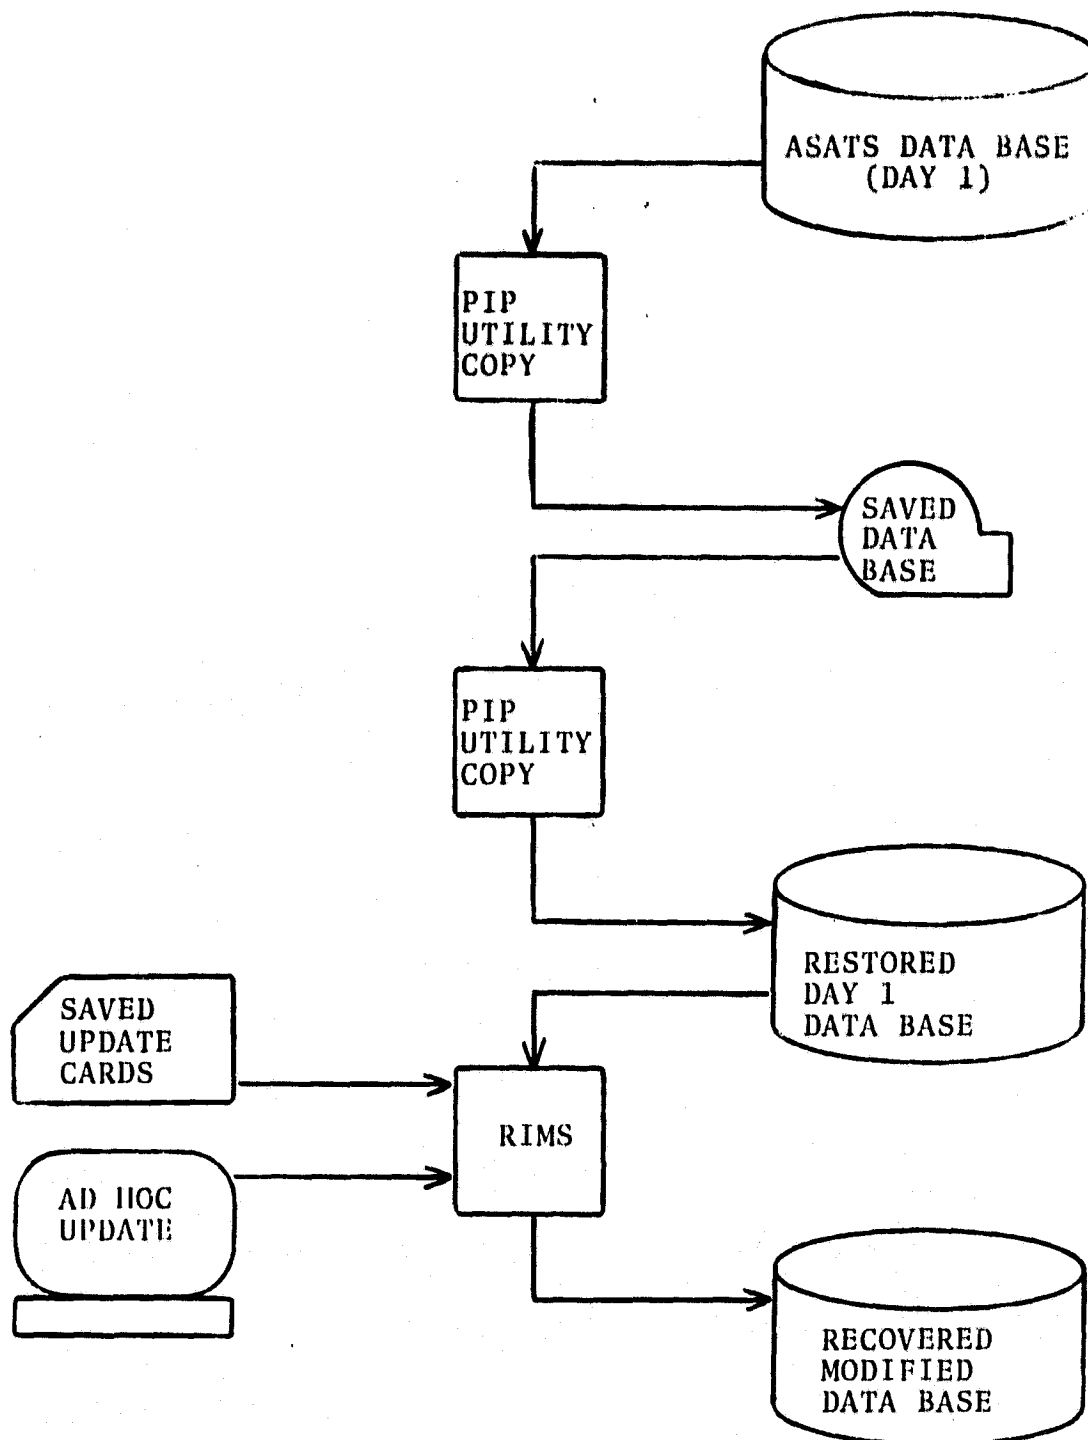 ASATS DATA BASE
(DAY 1)
PIP
UTILITY
COPY
SAVED
DATA
BASE
PIP
UTILITY
COPY
RESTORED
DAY 1
DATA BASE
SAVED
UPDATE
CARDS
RIMS
AD HOC
UPDATE
RECOVERED
MODIFIED
DATA BASE